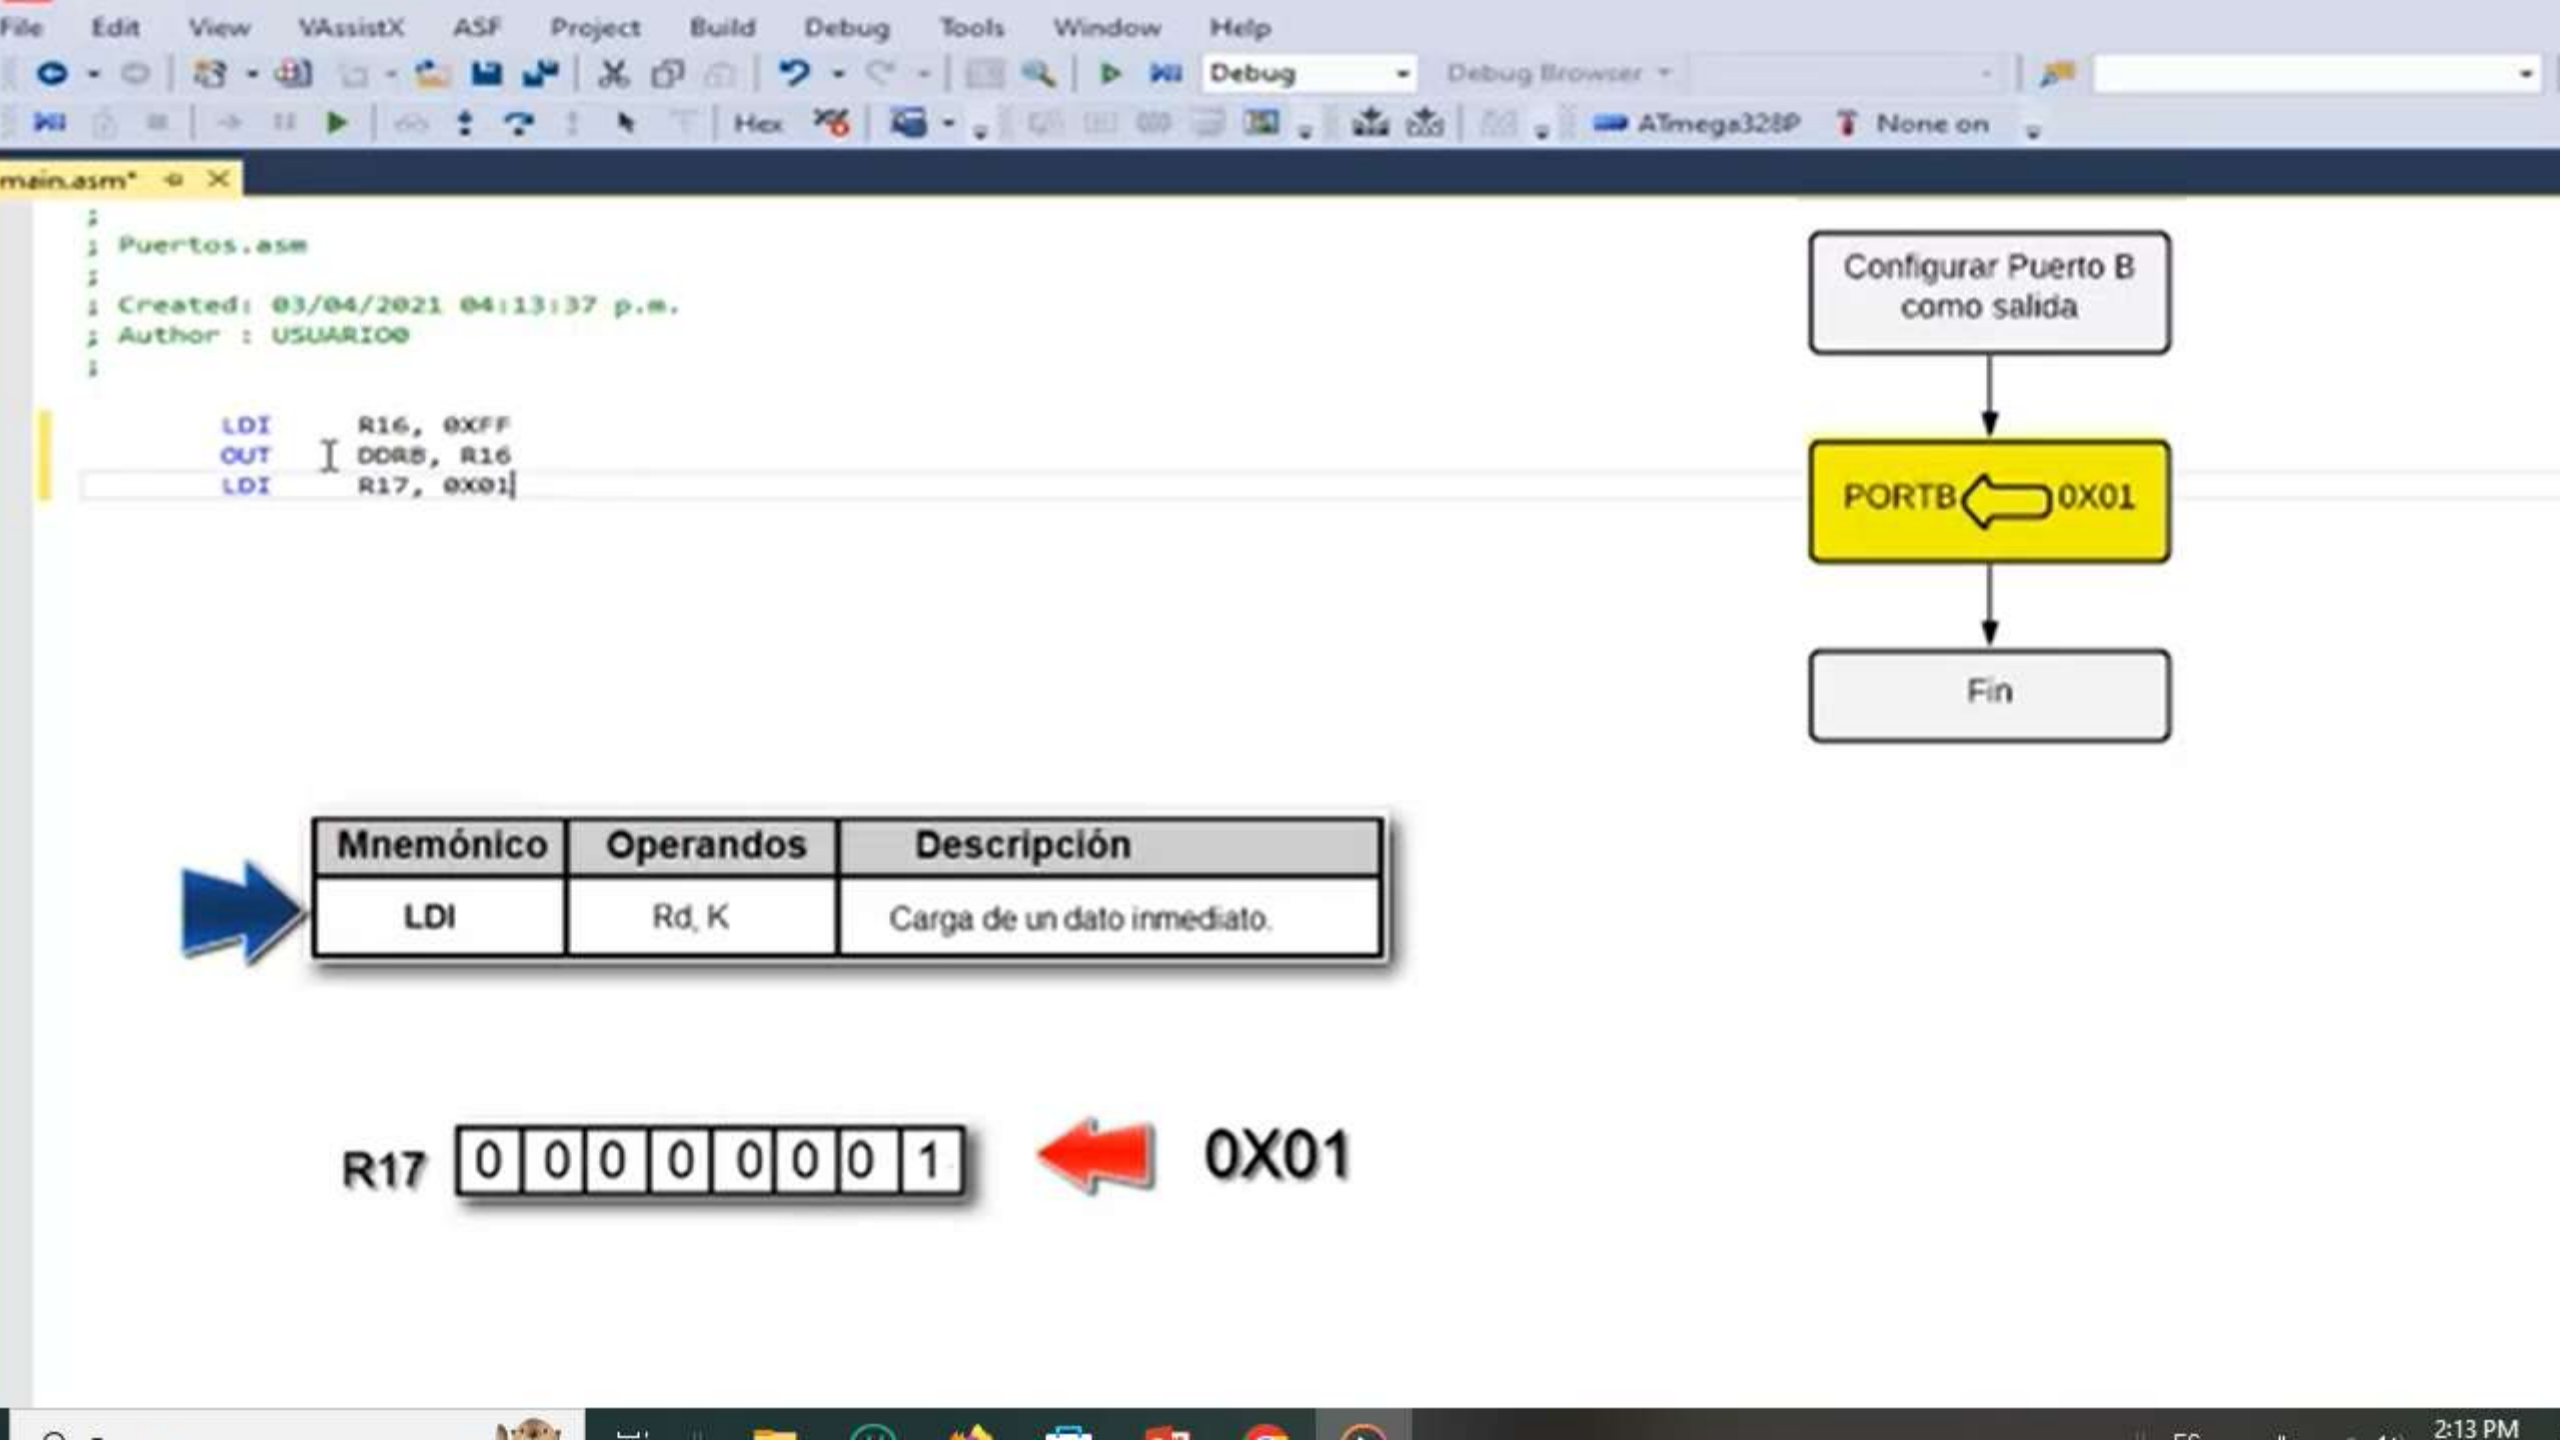 File Edit View VAssistX ASF Project Build Debug Tools Window Help
Debug Debug Browser
Hex ATmega328P None on
main.asm*
;
; Puertos.asm
;
; Created: 03/04/2021 04:13:37 p.m.
; Author : USUARIO0
;
LDI R16, 0XFF
OUT DDRB, R16
LDI R17, 0X01
Configurar Puerto B
como salida
PORTB 0X01
Fin
Mnemónico Operandos Descripción
LDI Rd, K Carga de un dato inmediato.
R17 0 0 0 0 0 0 0 1 0X01
2:13 PM